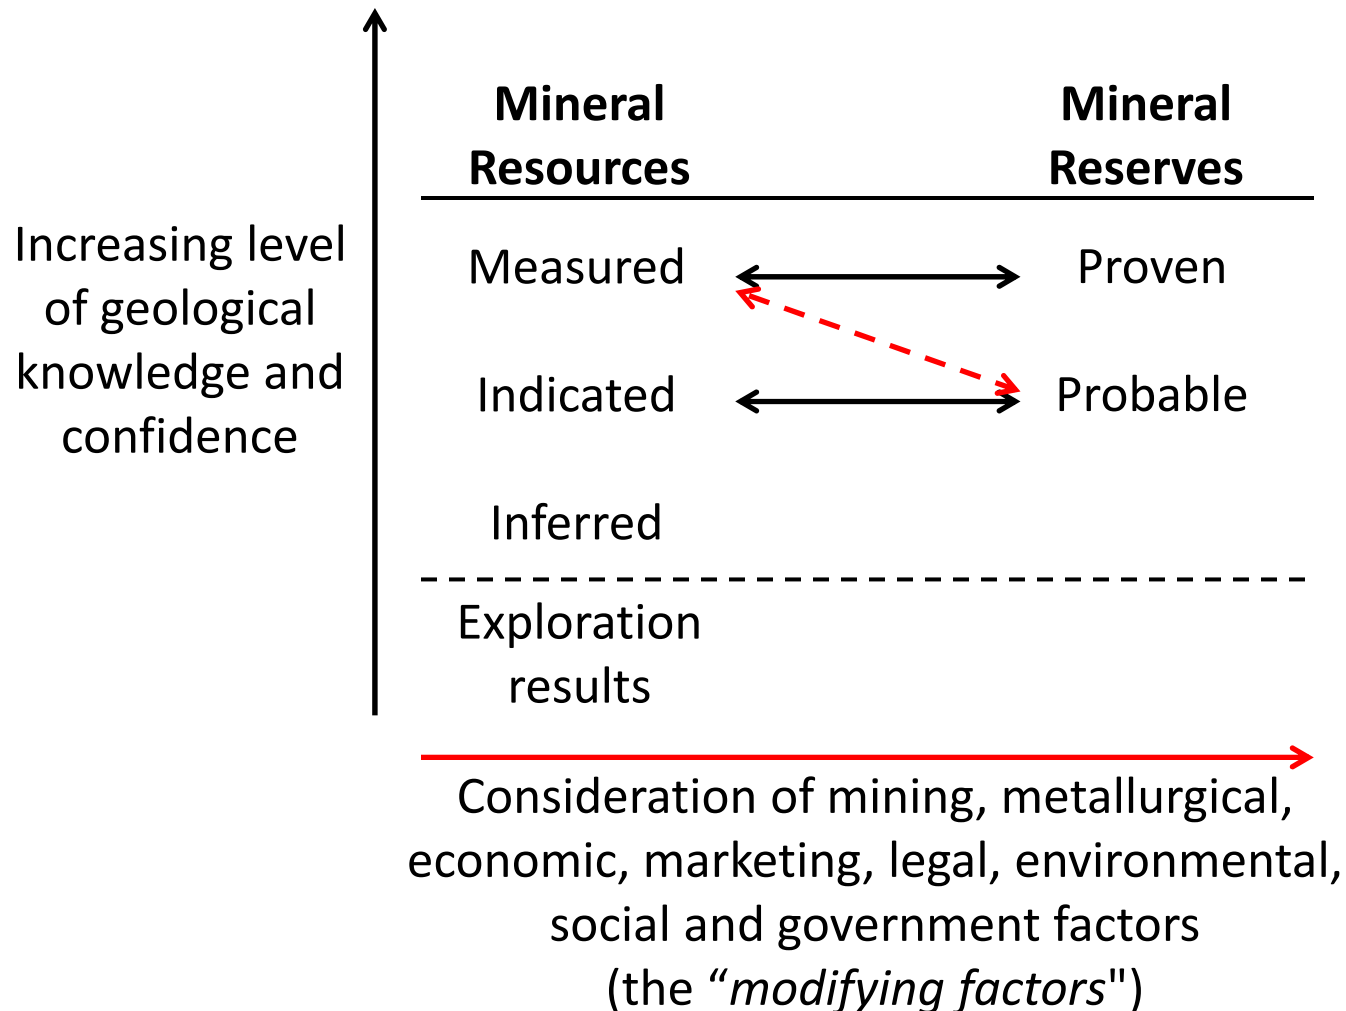 Mineral
Resources
Mineral
Reserves
Increasing level
of geological
knowledge and
confidence
Measured
Proven
Indicated
Probable
Inferred
Exploration
results
Consideration of mining, metallurgical,
economic, marketing, legal, environmental,
social and government factors
(the “modifying factors")